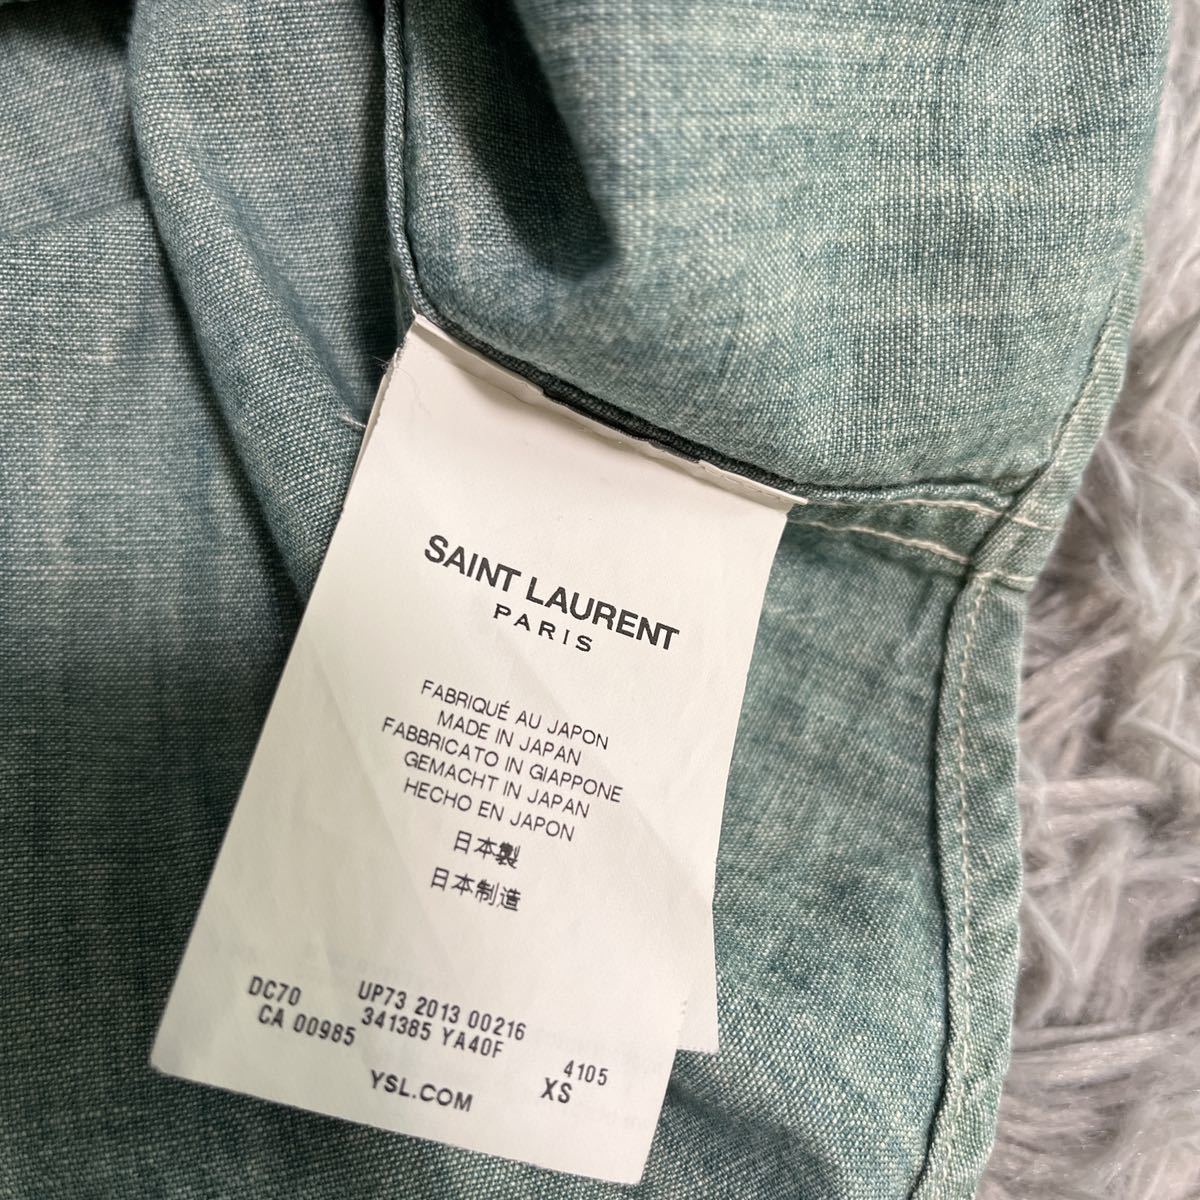 SAINT LAURENT
PARIS
FABRIQUÉ AU JAPON
MADE IN JAPAN
FABBRICATO IN GIAPPONE
GEMACHT IN JAPAN
HECHO EN JAPON
日本製
日本制造
DC70 UP73 2013 00216
CA 00985 341385 YA40F 4105
YSL.COM XS